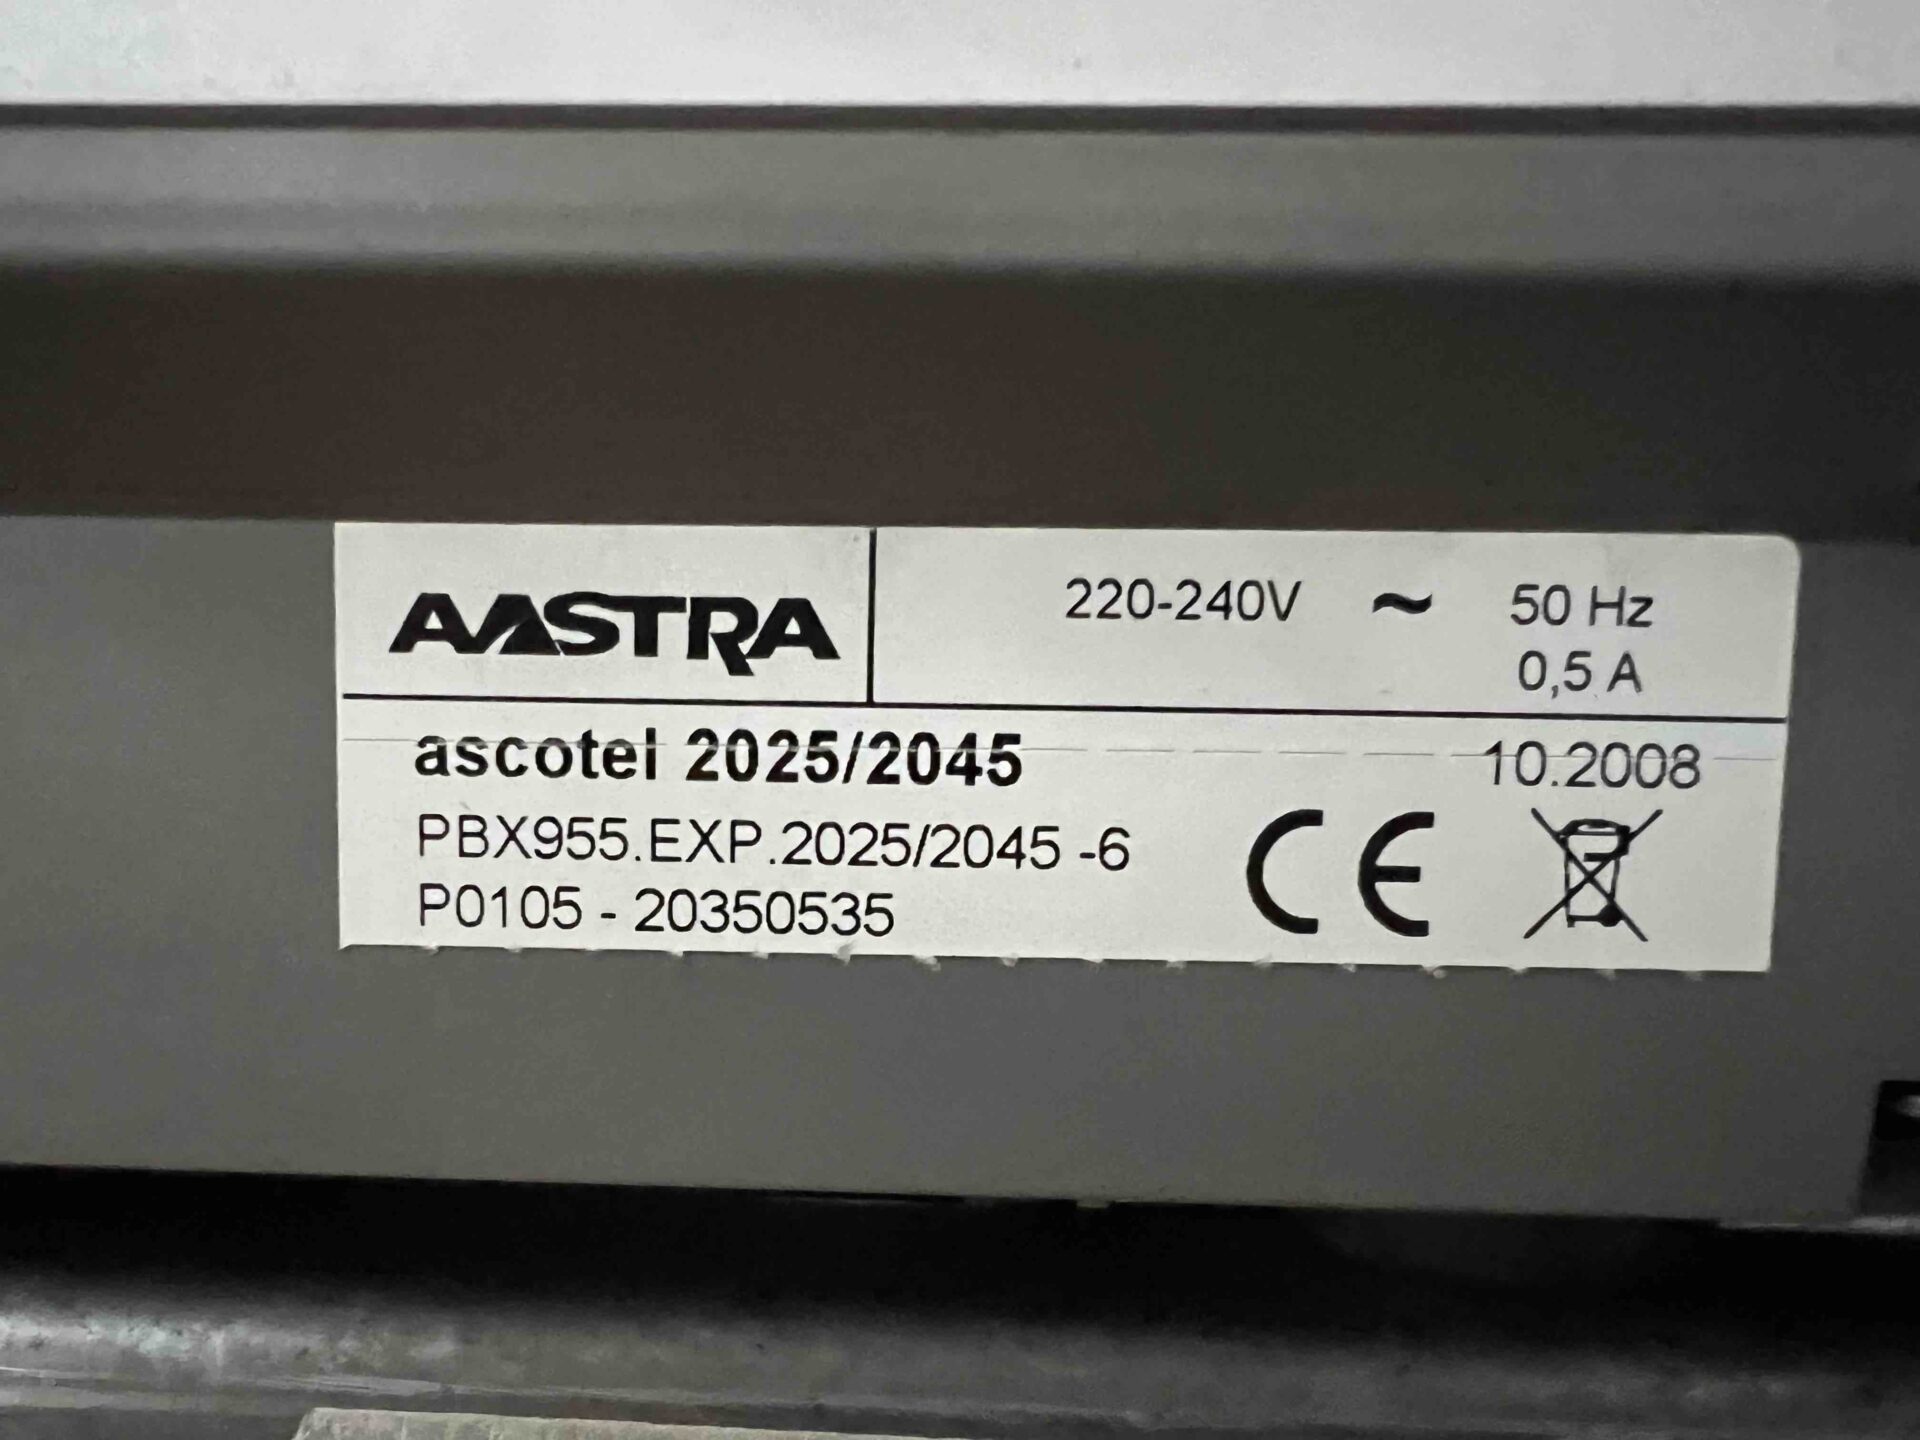 AASTRA
220-240V ~ 50 Hz
0,5 A
ascotel 2025/2045 10.2008
PBX955.EXP.2025/2045 -6
P0105 - 20350535
CE